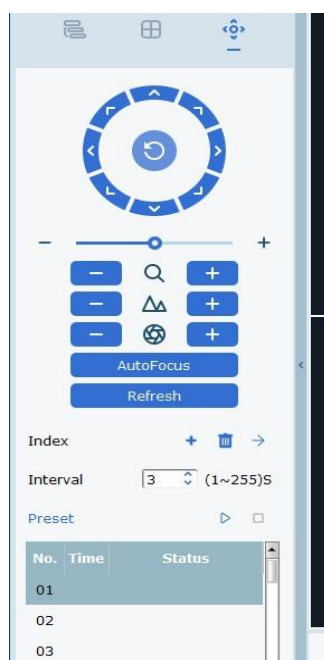 AutoFocus
Refresh
Index
Interval 3 (1~255)S
Preset
No. Time Status
01
02
03